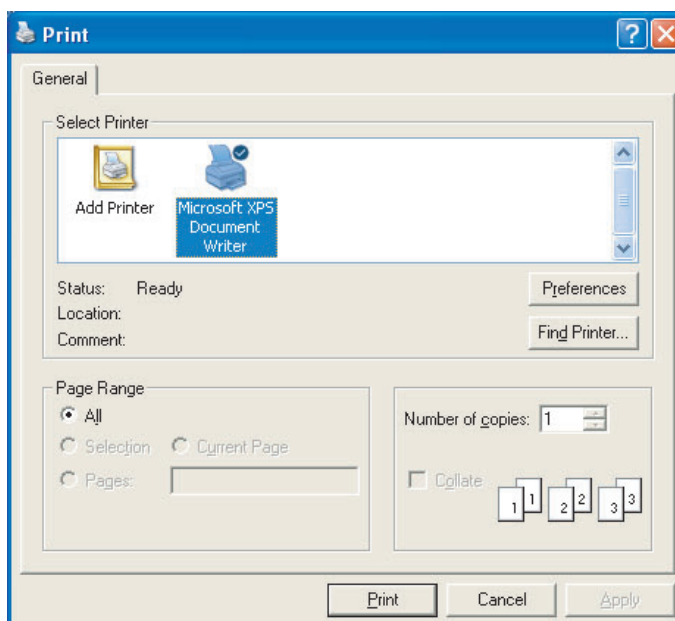 Print
General
Select Printer
Add Printer
Microsoft XPS
Document
Writer
Status: Ready
Location:
Comment:
Preferences
Find Printer...
Page Range
All
Selection Current Page
Pages:
Number of copies: 1
Collate
1 1 2 2 3 3
Print Cancel Apply